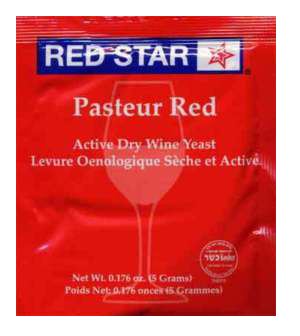 RED STAR
®
Pasteur Red
Active Dry Wine Yeast
Levure Oenologique Sèche et Activé
Net Wt. 0.176 oz. (5 Grams)
Poids Net: 0.176 onces (5 Grammes)
כשר